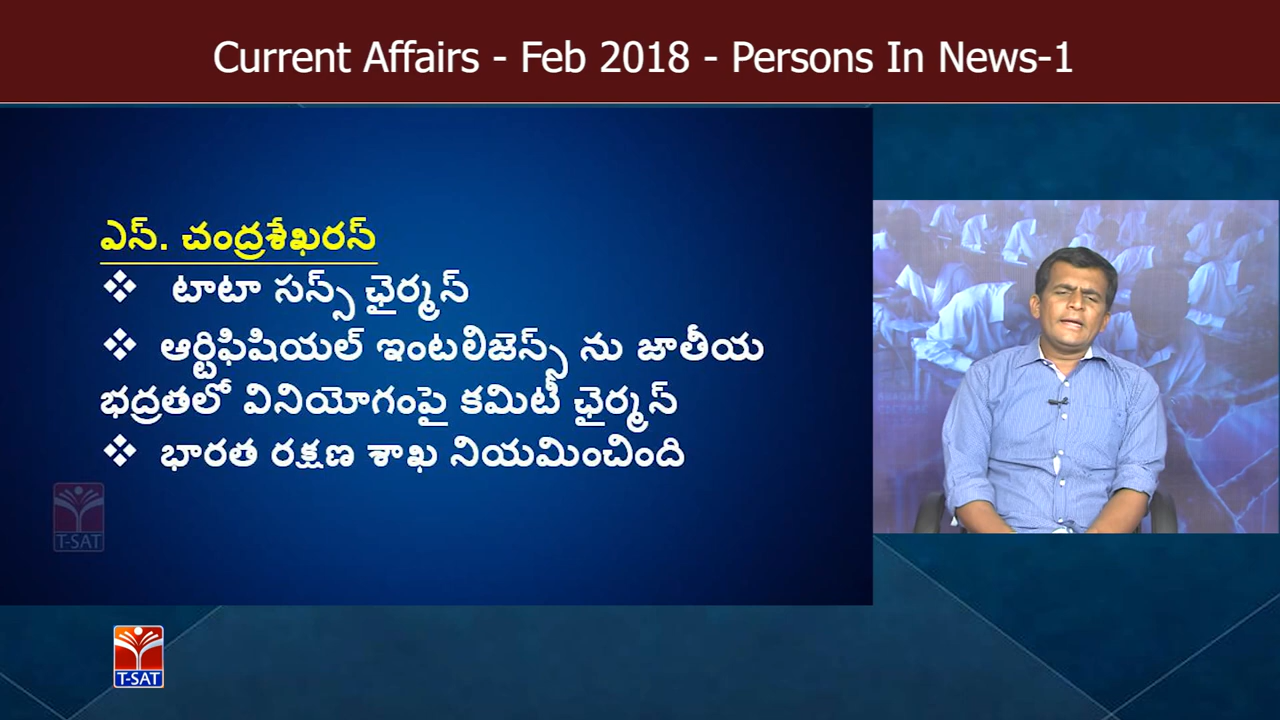 Current Affairs - Feb 2018 - Persons In News-1
ఎస్. చంద్రశేఖరన్
❖ టాటా సన్స్ ఛైర్మన్
❖ ఆర్టిఫిషియల్ ఇంటలిజెన్స్ ను జాతీయ
భద్రతలో వినియోగంపై కమిటీ ఛైర్మన్
❖ భారత రక్షణ శాఖ నియమించింది
T-SAT
T-SAT